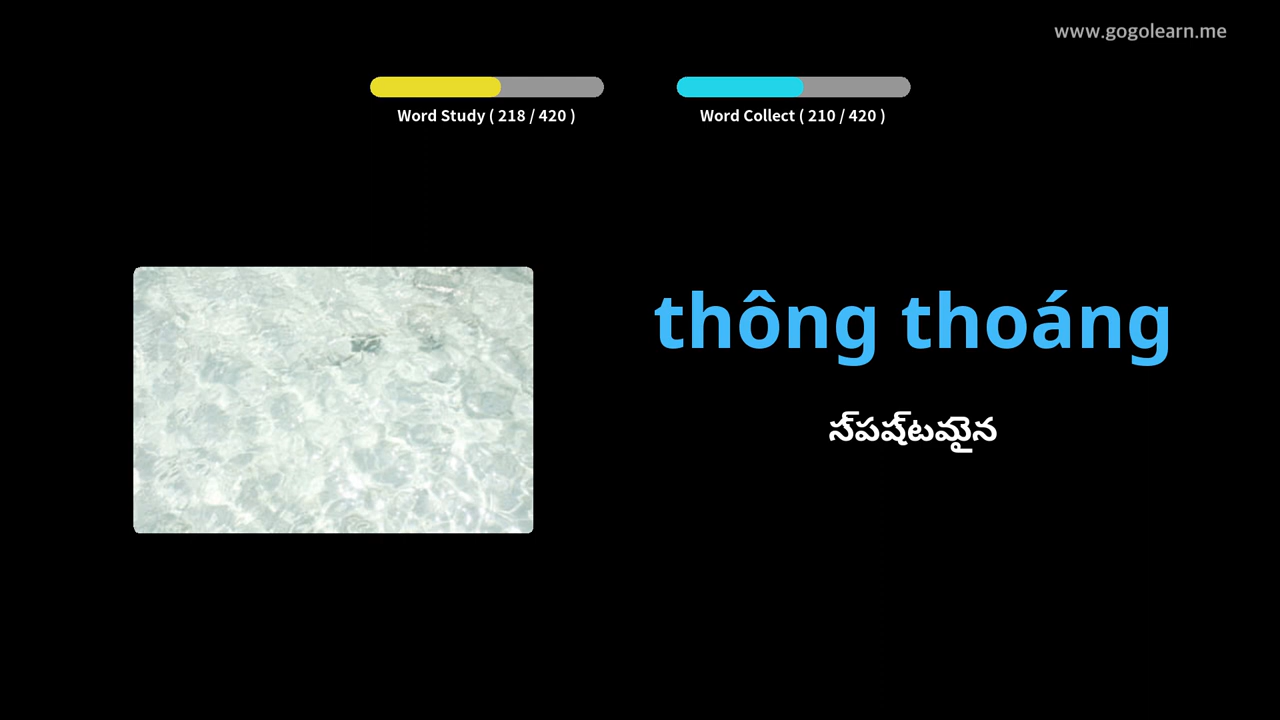 www.gogolearn.me
Word Study ( 218 / 420 )
Word Collect ( 210 / 420 )
thông thoáng
స్పష్టమైన